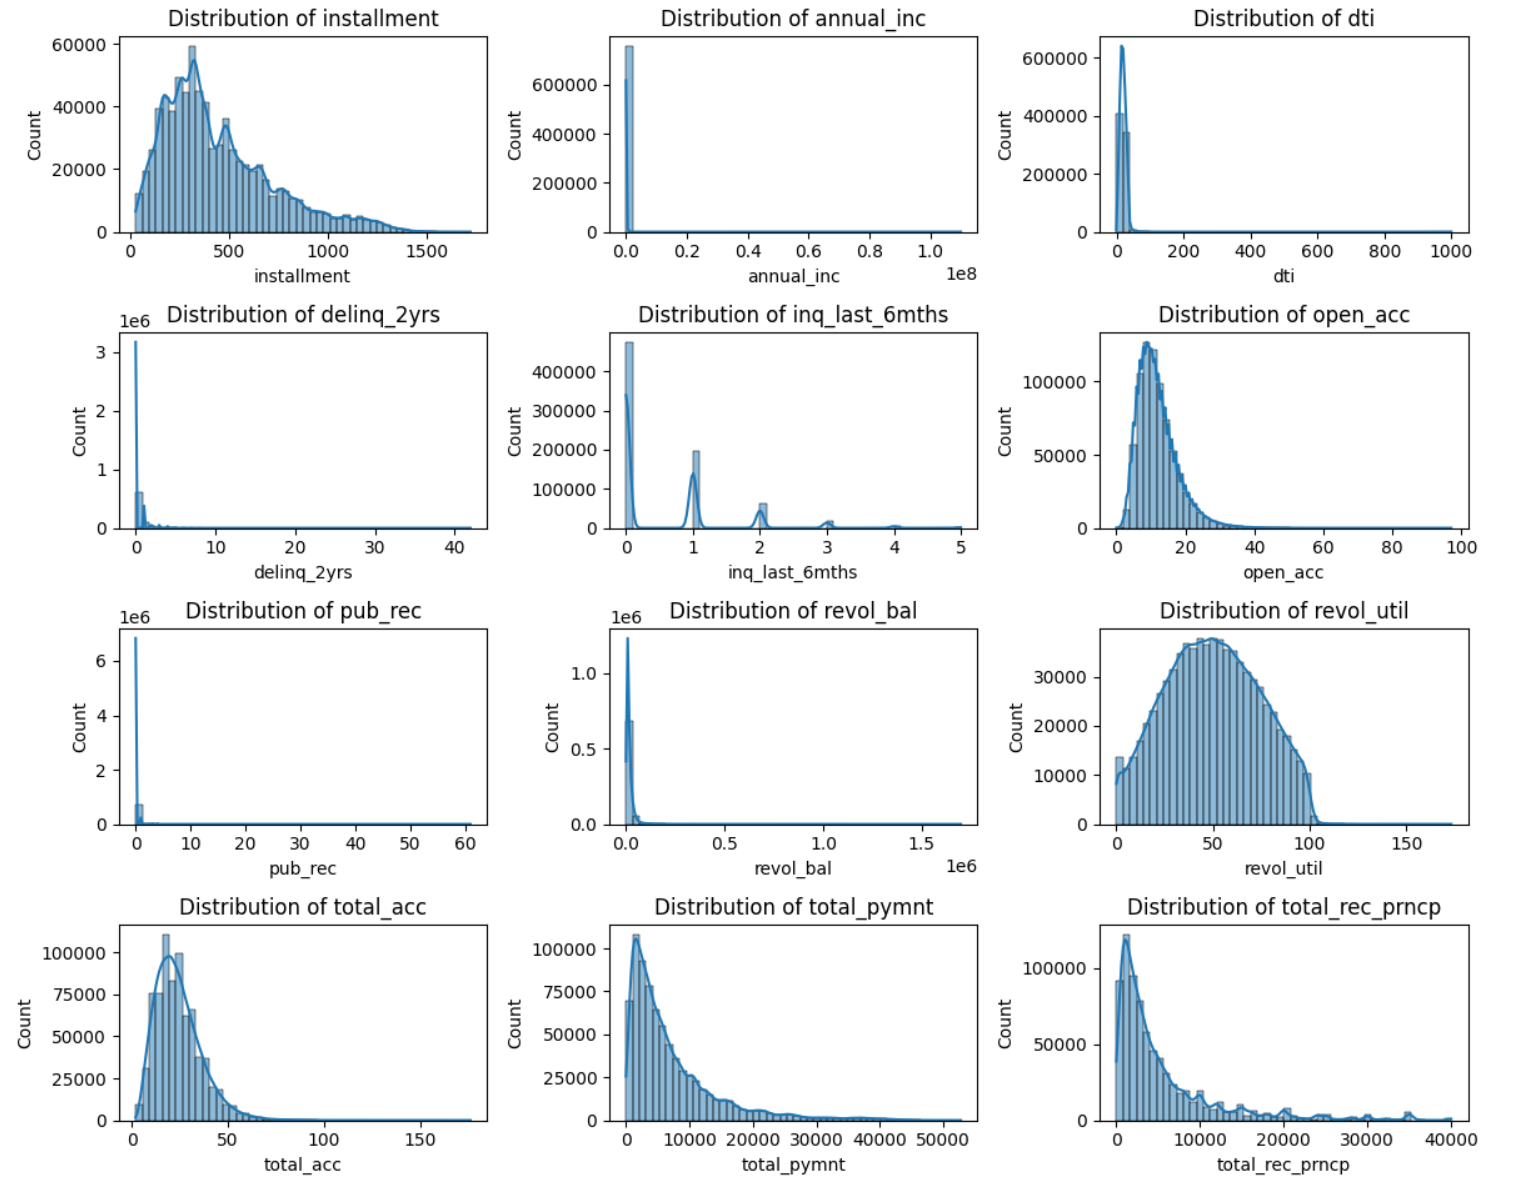 Distribution of installment
60000
40000
20000
0
Count
0 500 1000 1500
installment
Distribution of annual_inc
600000
400000
200000
0
Count
0.0 0.2 0.4 0.6 0.8 1.0
1e8
annual_inc
Distribution of dti
600000
400000
200000
0
Count
0 200 400 600 800 1000
dti
1e6
Distribution of delinq_2yrs
3
2
1
0
Count
0 10 20 30 40
delinq_2yrs
Distribution of inq_last_6mths
400000
300000
200000
100000
0
Count
0 1 2 3 4 5
inq_last_6mths
Distribution of open_acc
100000
50000
0
Count
0 20 40 60 80 100
open_acc
1e6
Distribution of pub_rec
6
4
2
0
Count
0 10 20 30 40 50 60
pub_rec
1e6
Distribution of revol_bal
1.0
0.5
0.0
Count
0.0 0.5 1.0 1.5
1e6
revol_bal
Distribution of revol_util
30000
20000
10000
0
Count
0 50 100 150
revol_util
Distribution of total_acc
100000
75000
50000
25000
0
Count
0 50 100 150
total_acc
Distribution of total_pymnt
100000
75000
50000
25000
0
Count
0 10000 20000 30000 40000 50000
total_pymnt
Distribution of total_rec_prncp
100000
50000
0
Count
0 10000 20000 30000 40000
total_rec_prncp